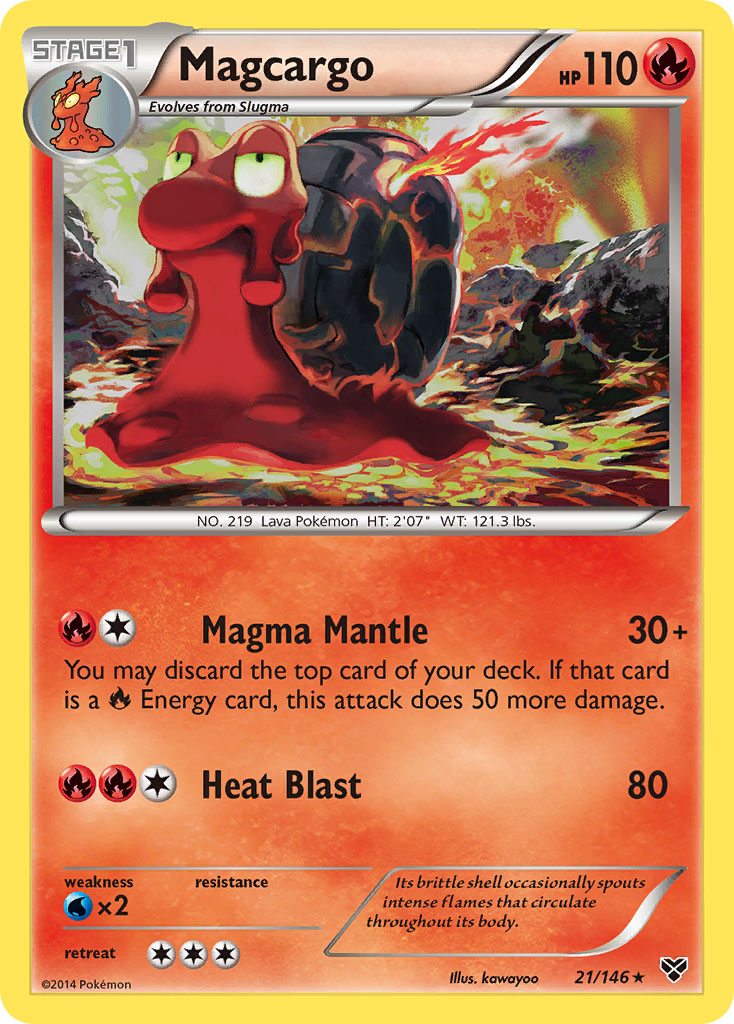 STAGE1
Magcargo
HP110
Evolves from Slugma
NO. 219 Lava Pokémon HT: 2'07" WT: 121.3 lbs.
Magma Mantle 30+
You may discard the top card of your deck. If that card
is a Energy card, this attack does 50 more damage.
Heat Blast 80
weakness resistance
×2
retreat
Its brittle shell occasionally spouts
intense flames that circulate
throughout its body.
©2014 Pokémon
Illus. kawayoo 21/146★